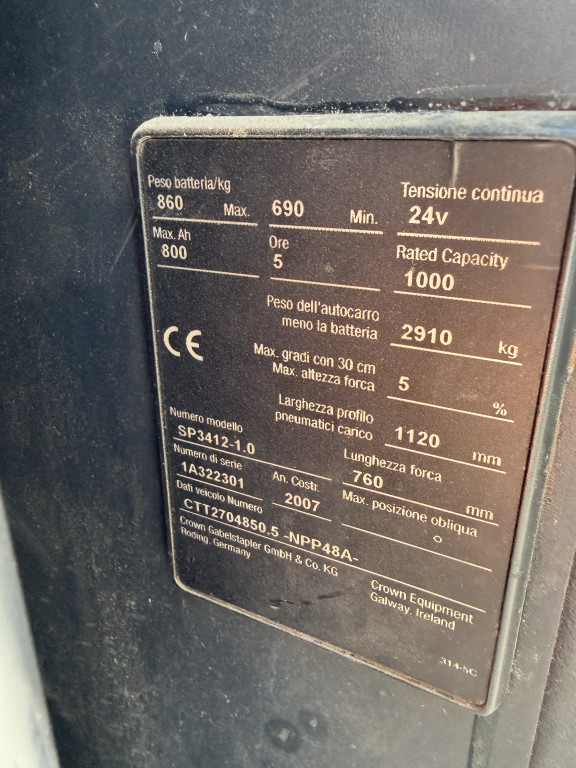 Peso batteria/kg
860 Max. 690 Min.
Tensione continua
24v
Max. Ah
800
Ore
5
Rated Capacity
1000
Peso dell'autocarro
meno la batteria 2910 kg
CE
Max. gradi con 30 cm
Max. altezza forca 5 %
Larghezza profilo
pneumatici carico 1120 mm
Numero modello
SP3412-1.0
Lunghezza forca
760 mm
Numero di serie
1A322301
An. Costr.
2007
Max. posizione obliqua
°
Dati veicolo Numero
CTT2704850.5 -NPP48A-
Crown Gabelstapler GmbH & Co. KG
Roding, Germany
Crown Equipment
Galway, Ireland
314-5C